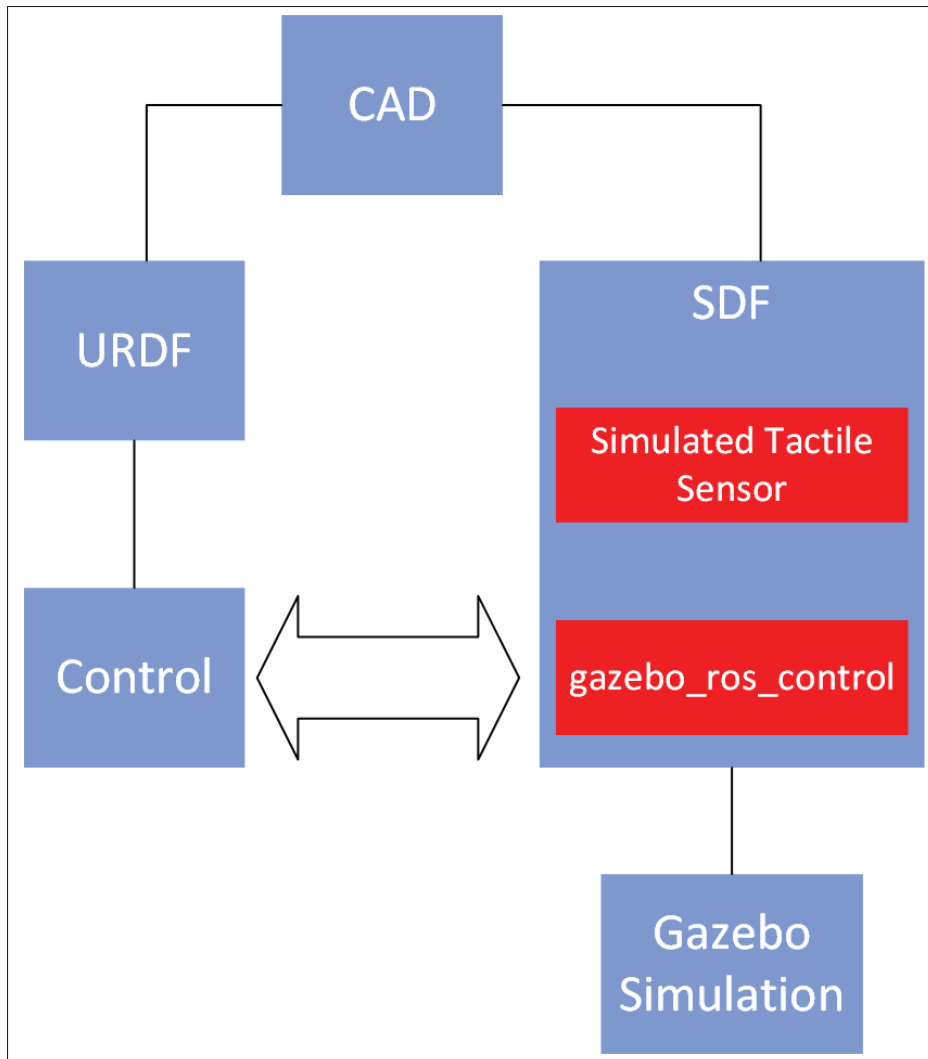 CAD
URDF
SDF
Simulated Tactile
Sensor
Control
gazebo_ros_control
Gazebo
Simulation